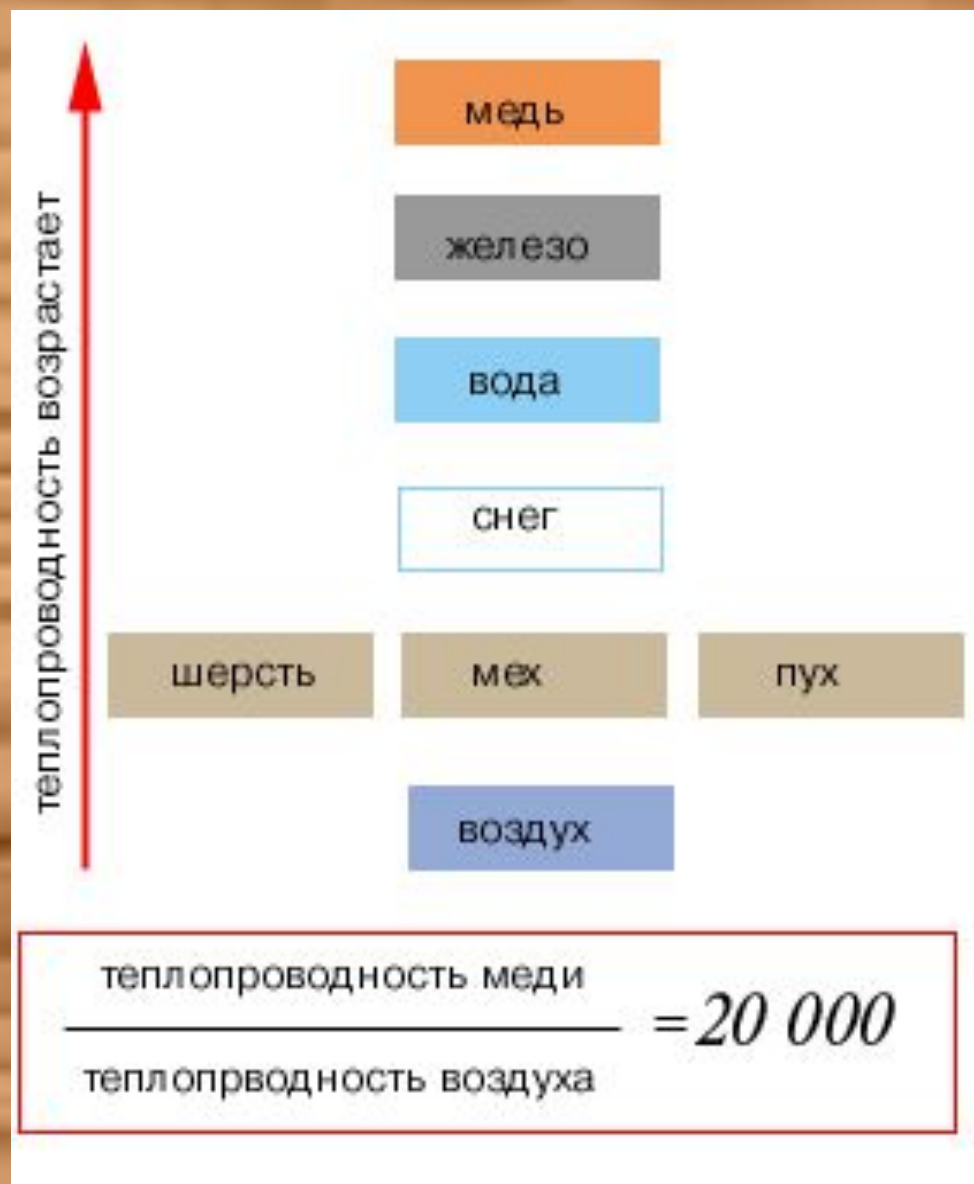 теплопроводность возрастает
медь
железо
вода
снег
шерсть мех пух
воздух
теплопроводность меди
теплопрводность воздуха
=20 000